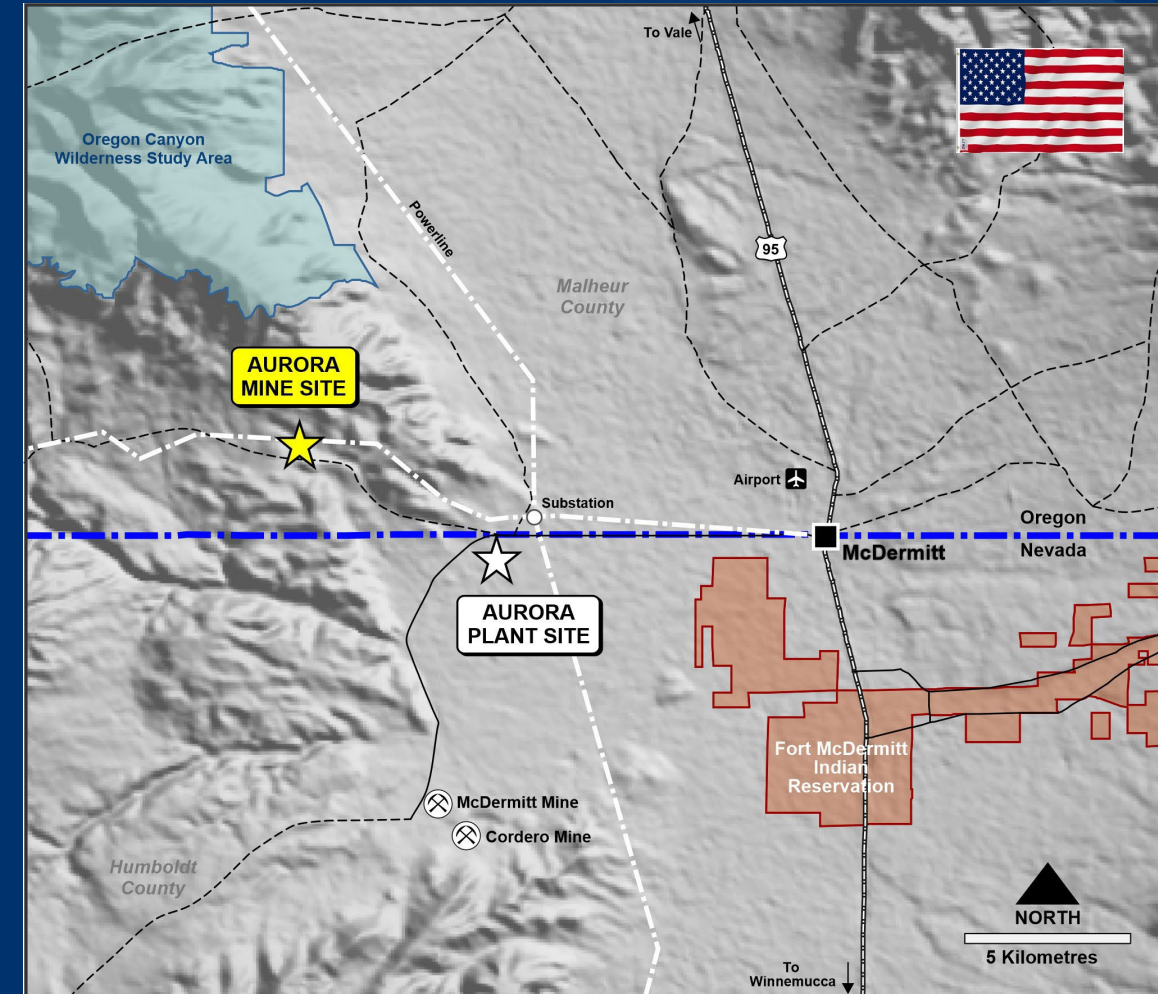 To Vale
Oregon Canyon
Wilderness Study Area
Powerline
95
Malheur
County
AURORA
MINE SITE
Airport
Substation
Oregon
McDermitt
Nevada
AURORA
PLANT SITE
Fort McDermitt
Indian
Reservation
McDermitt Mine
Cordero Mine
Humboldt
County
NORTH
5 Kilometres
To
Winnemucca